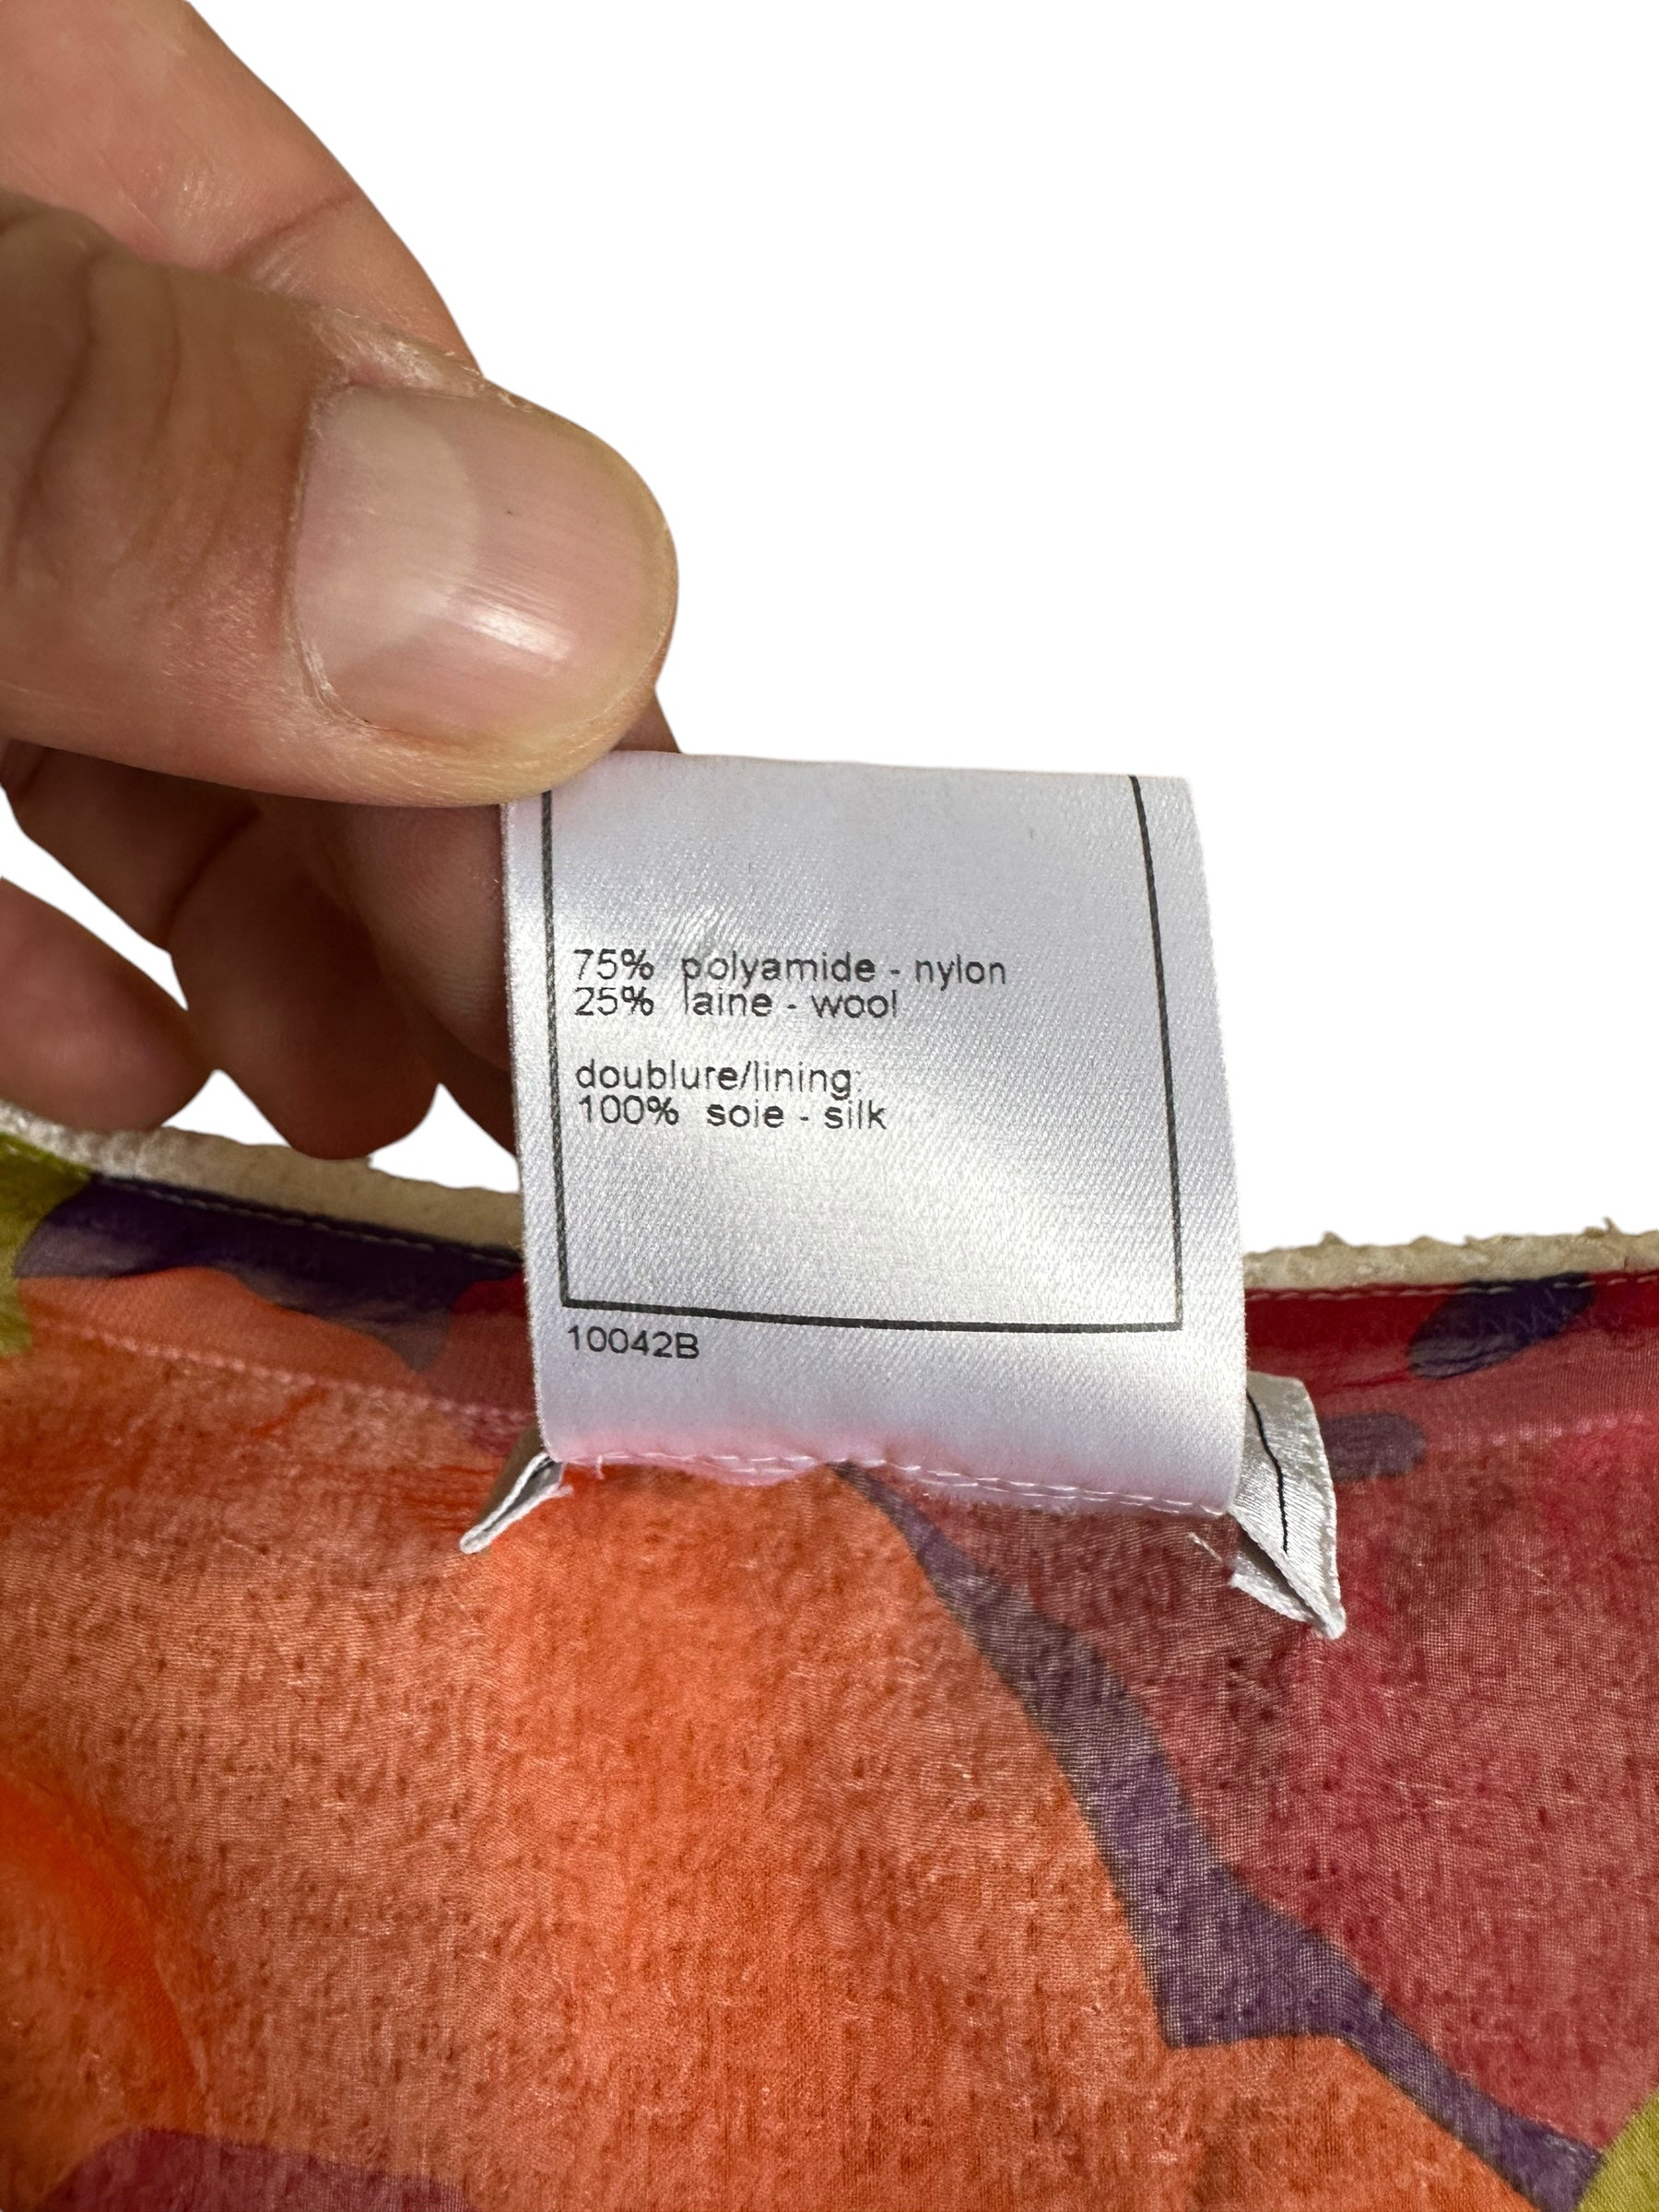 75% polyamide - nylon
25% laine - wool
doublure/lining:
100% soie - silk
10042B